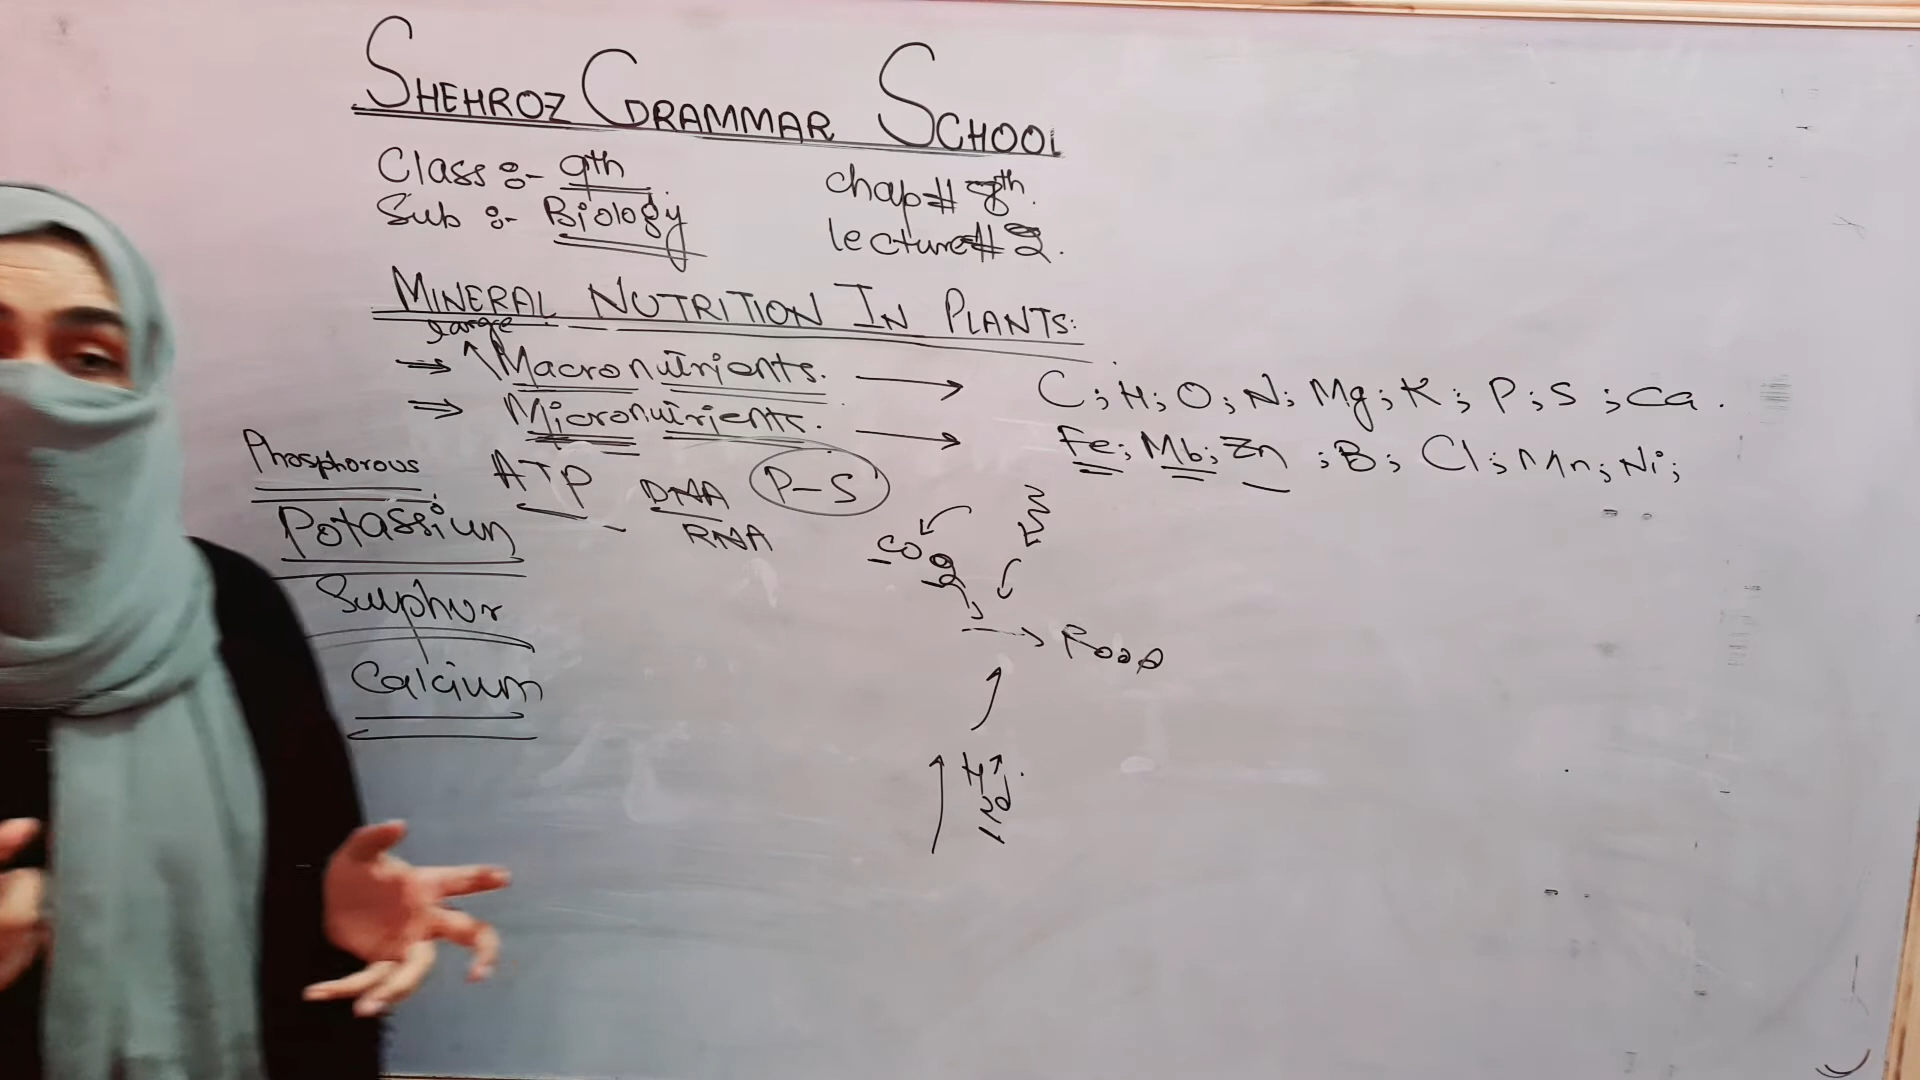 SHEHROZ GRAMMAR SCHOOL
Class :- 9th
Sub :- Biology
chap# 8th.
lecture# 2.
MINERAL NUTRITION IN PLANTS:
large
⇒ Macronutrients. → C; H; O; N; Mg; K; P; S; Ca.
⇒ Micronutrients. → Fe; Mb; Zn; B; Cl; Mn; Ni;
Phosphorous
ATP
DNA
RNA
P-S
Potassium
Sulphur
Calcium
CO2
Food